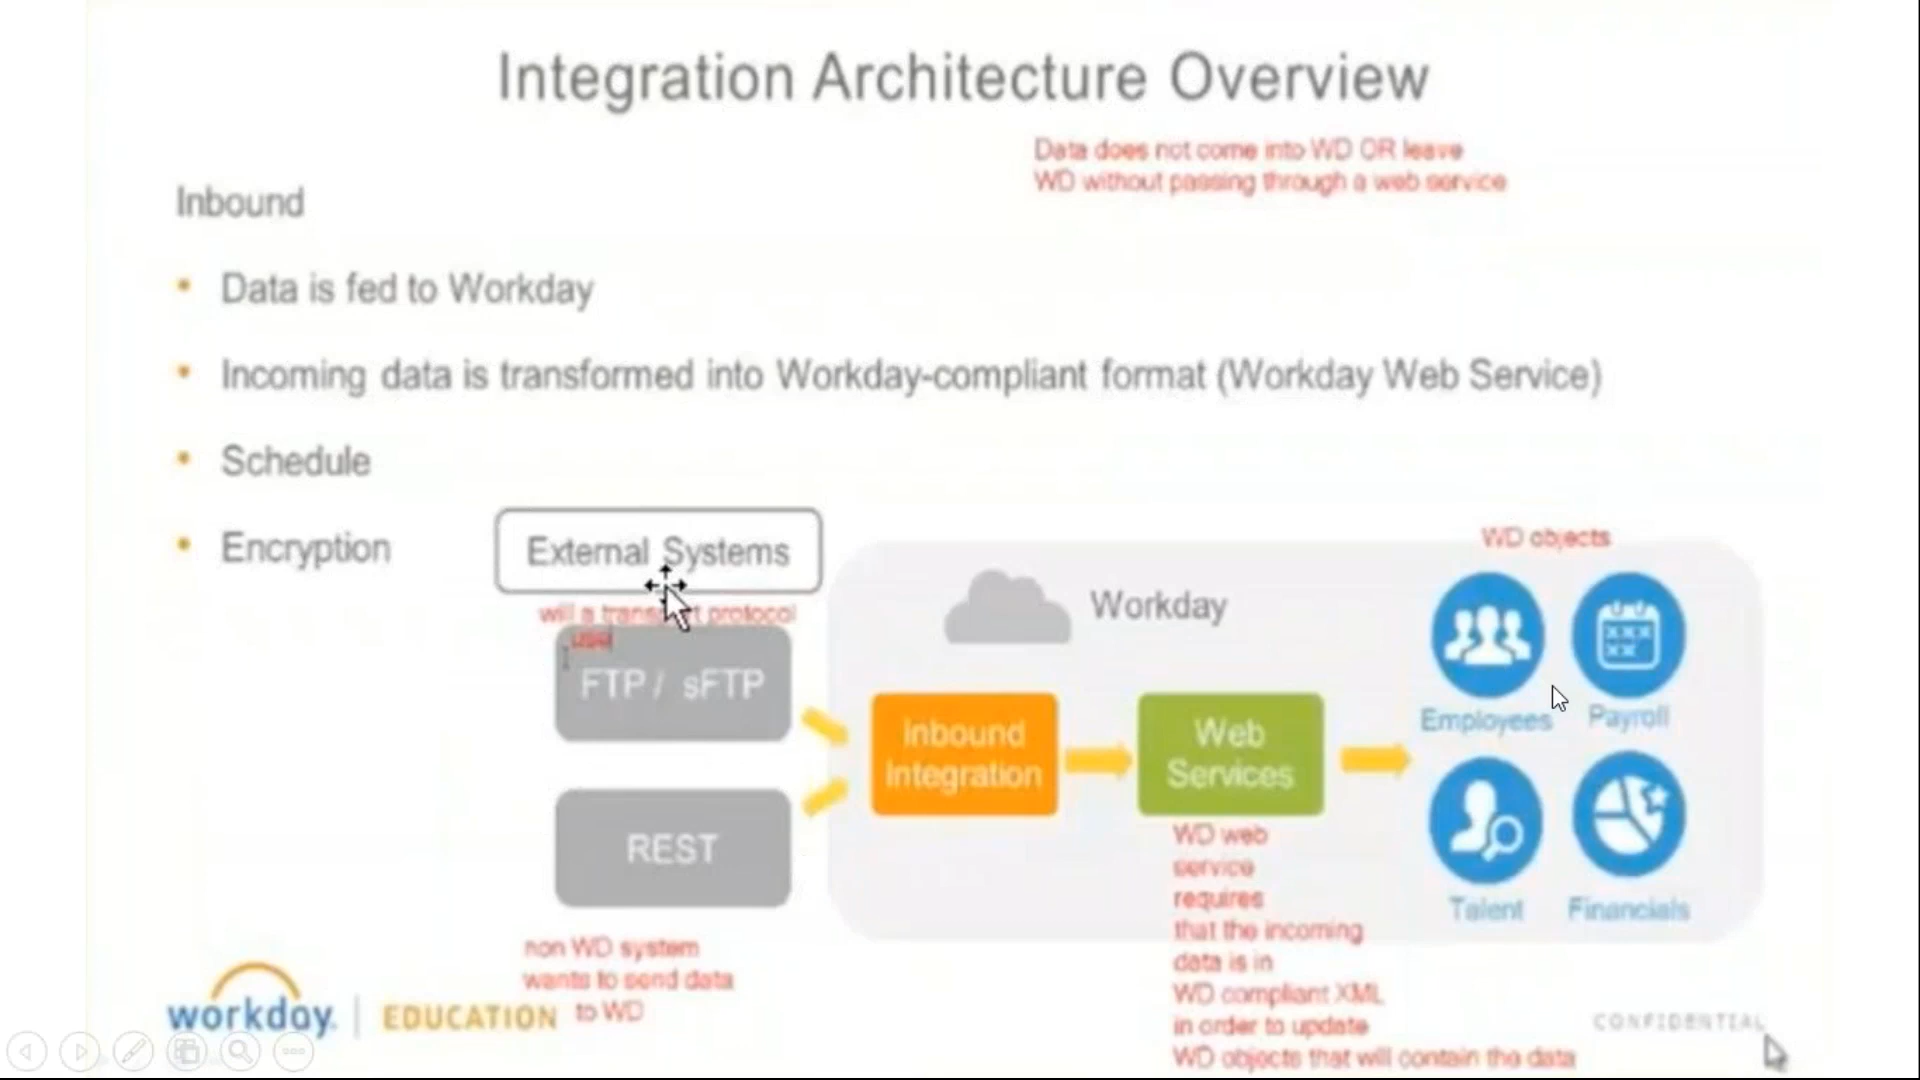 Integration Architecture Overview
Data does not come into WD OR leave
WD without passing through a web service
Inbound
• Data is fed to Workday
• Incoming data is transformed into Workday-compliant format (Workday Web Service)
• Schedule
• Encryption
External Systems
will a transport protocol
use
FTP / sFTP
REST
non WD system
wants to send data
to WD
Workday
Inbound
Integration
Web
Services
WD web
service
requires
that the incoming
data is in
WD compliant XML
in order to update
WD objects that will contain the data
WD objects
Employees
Payroll
Talent
Financials
workday. | EDUCATION
CONFIDENTIAL